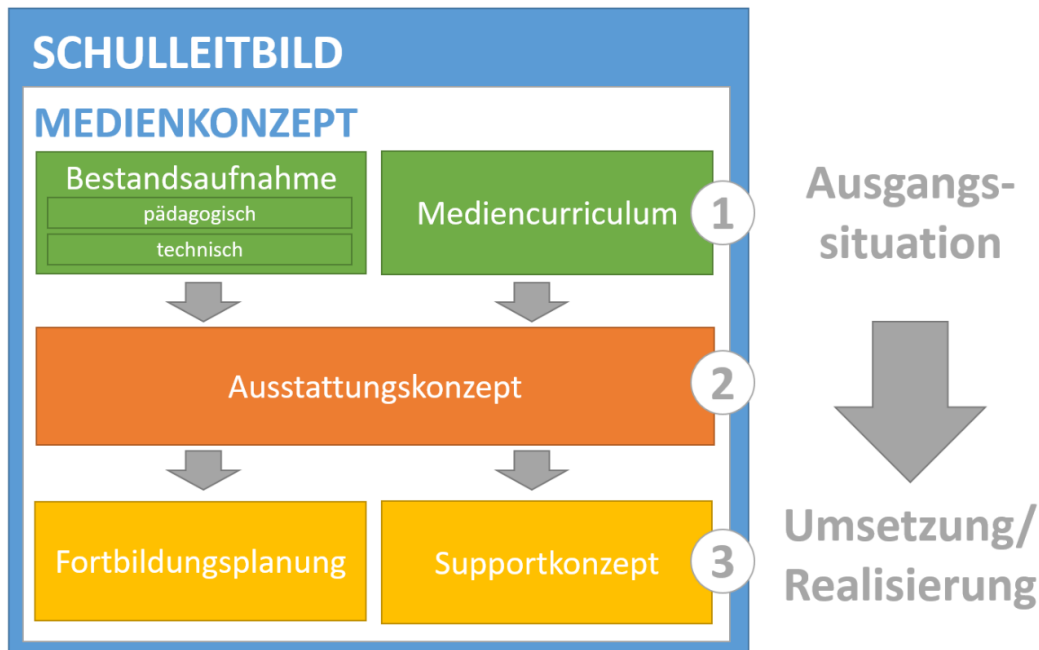 SCHULLEITBILD
MEDIENKONZEPT
Bestandsaufnahme
pädagogisch
technisch
Mediencurriculum
1
Ausgangs-
situation
Ausstattungskonzept
2
Fortbildungsplanung
Supportkonzept
3
Umsetzung/
Realisierung